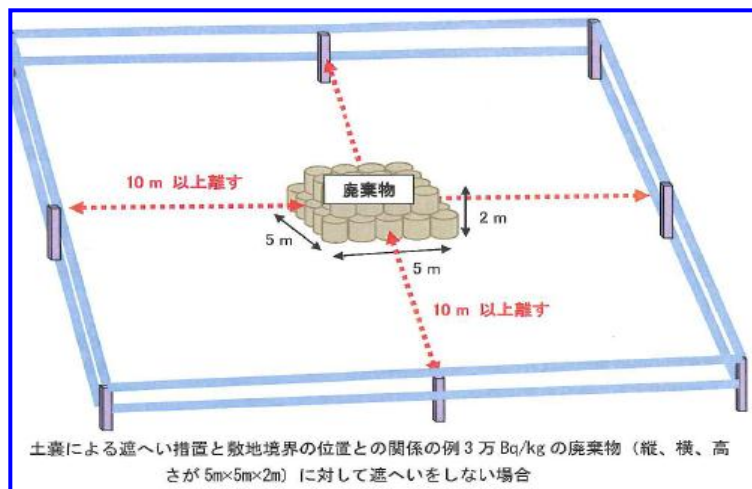 10 m 以上離す
廃棄物
2 m
5 m
5 m
10 m 以上離す
土嚢による遮へい措置と敷地境界の位置との関係の例 3 万 Bq/kg の廃棄物（縦、横、高
さが 5m×5m×2m）に対して遮へいをしない場合